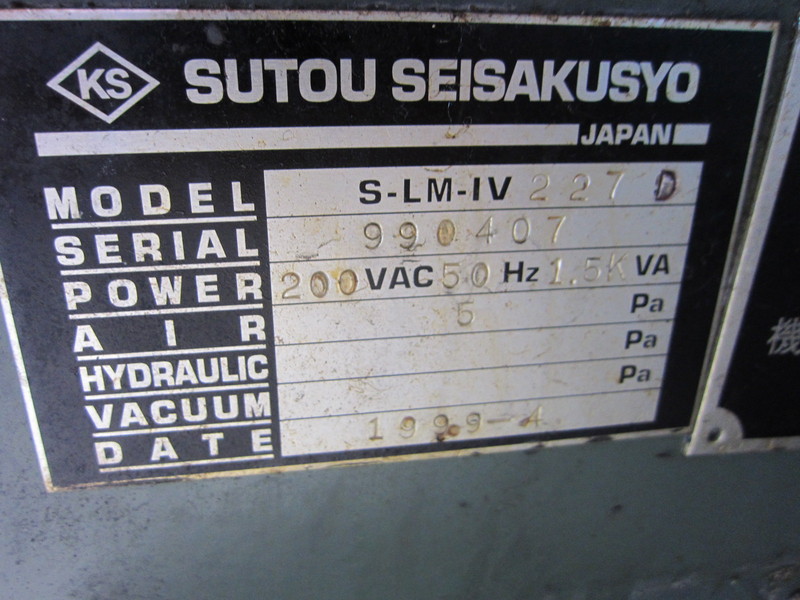 KS SUTOU SEISAKUSYO
JAPAN
MODEL S-LM-IV 227 D
SERIAL 990407
POWER 200 VAC 50 Hz 1.5K VA
AIR 5 Pa
HYDRAULIC Pa
VACUUM Pa
DATE 1999-4
機